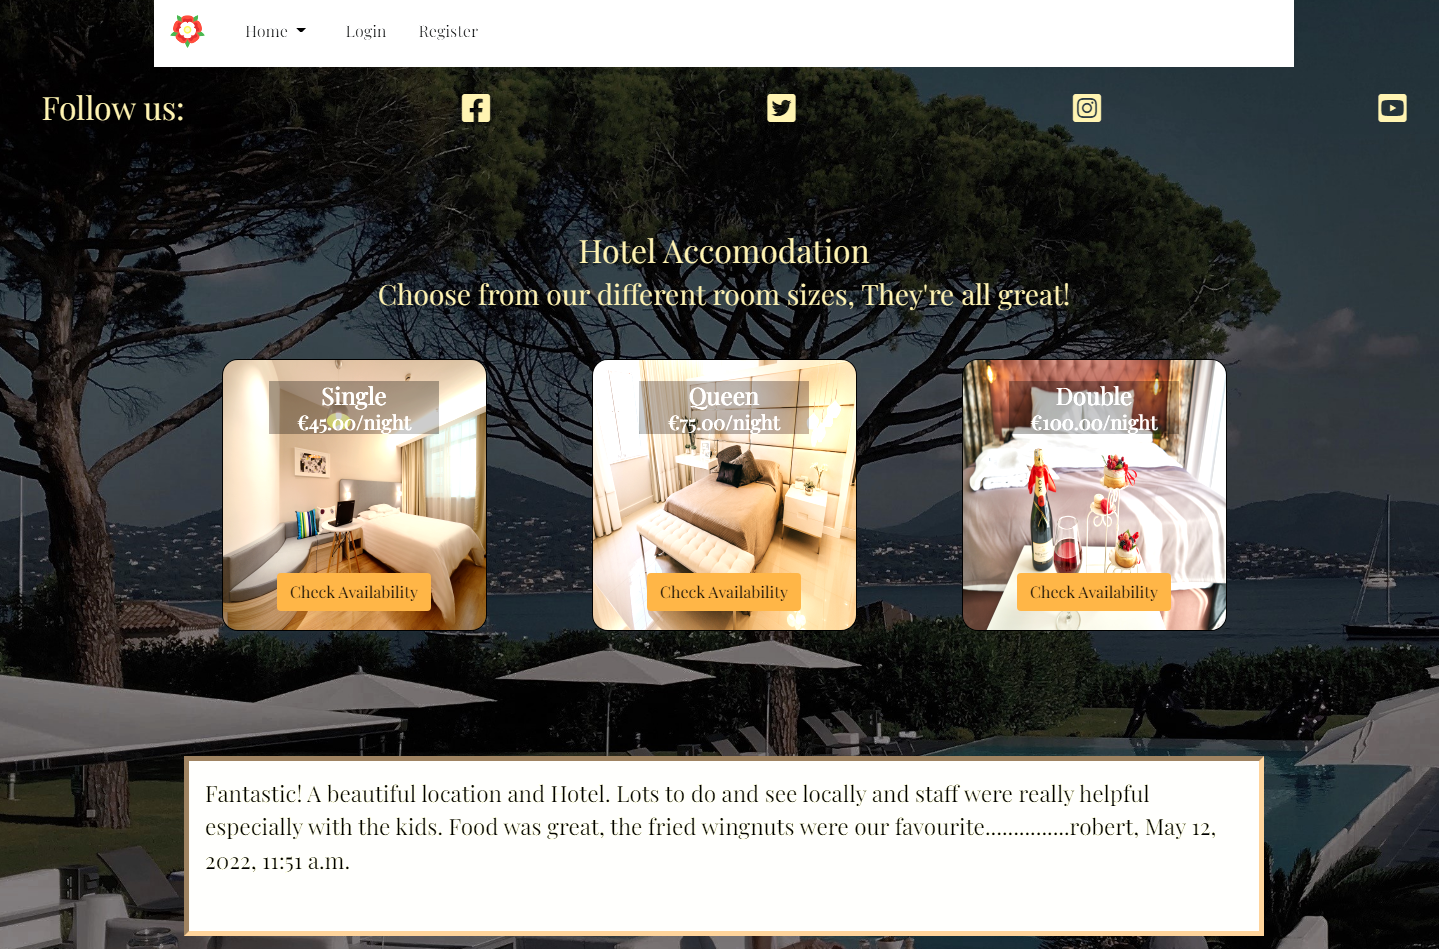 Home
Login
Register
Follow us:
Hotel Accomodation
Choose from our different room sizes, They're all great!
Single
€45.00/night
Check Availability
Queen
€75.00/night
Check Availability
Double
€100.00/night
Check Availability
Fantastic! A beautiful location and Hotel. Lots to do and see locally and staff were really helpful
especially with the kids. Food was great, the fried wingnuts were our favourite...............robert, May 12,
2022, 11:51 a.m.